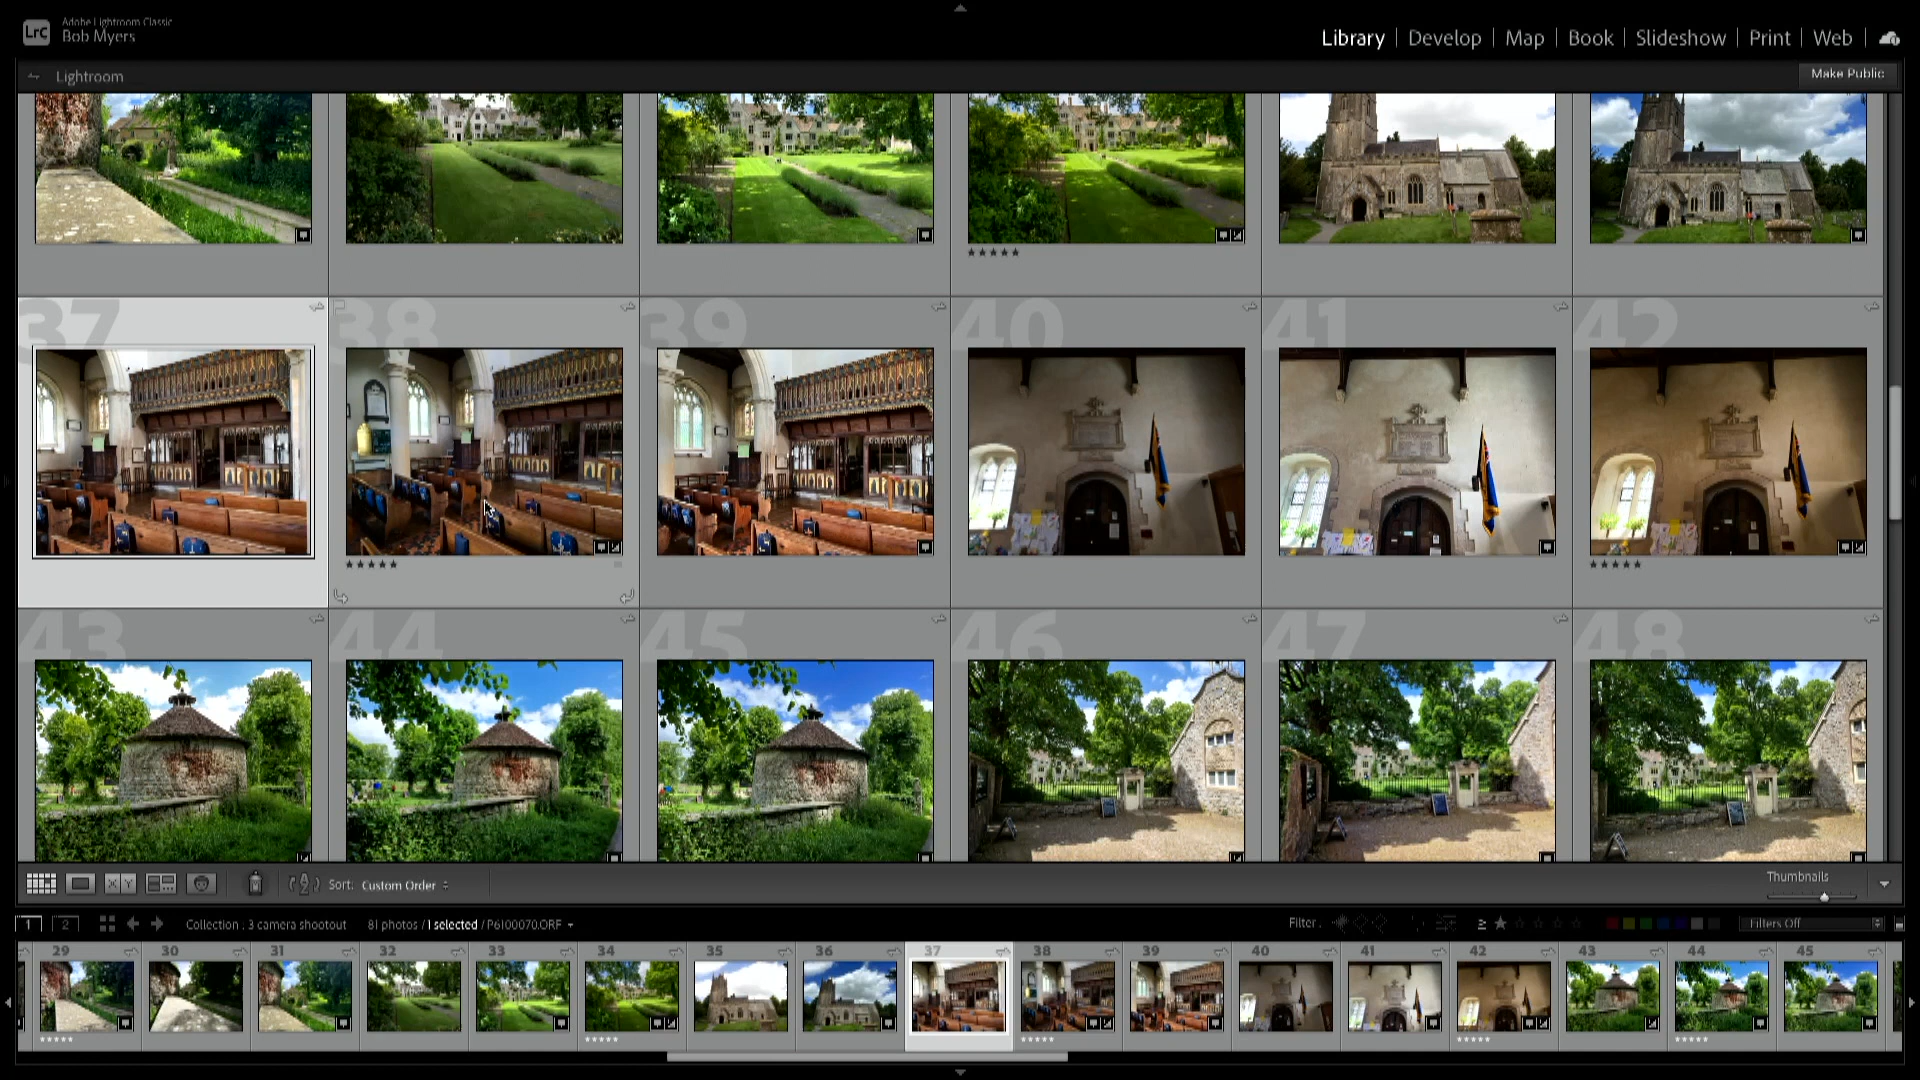 LrC
Adobe Lightroom Classic
Bob Myers
Library | Develop | Map | Book | Slideshow | Print | Web
Lightroom
Make Public
37 38 39 40 41 42
43 44 45 46 47 48
Sort: Custom Order
Thumbnails
1 2 Collection : 3 camera shootout 81 photos / 1 selected / P6100070.ORF
Filter : ≥ Filters Off
29 30 31 32 33 34 35 36 37 38 39 40 41 42 43 44 45